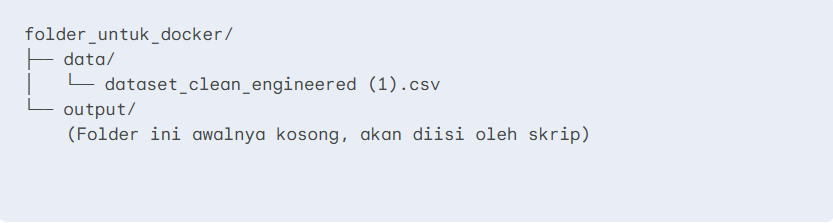 folder_untuk_docker/
├── data/
│   └── dataset_clean_engineered (1).csv
└── output/
    (Folder ini awalnya kosong, akan diisi oleh skrip)